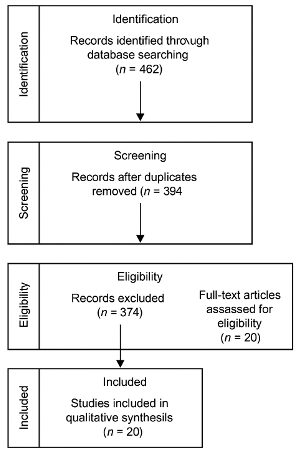 Identification
Identification
Records identified through
database searching
(n = 462)
Screening
Screening
Records after duplicates
removed (n = 394
Eligibility
Eligibility
Records excluded
(n = 374)
Full-text articles
assassed for
eligibility
(n = 20)
Included
Included
Studies included in
qualitative synthesils
(n = 20)